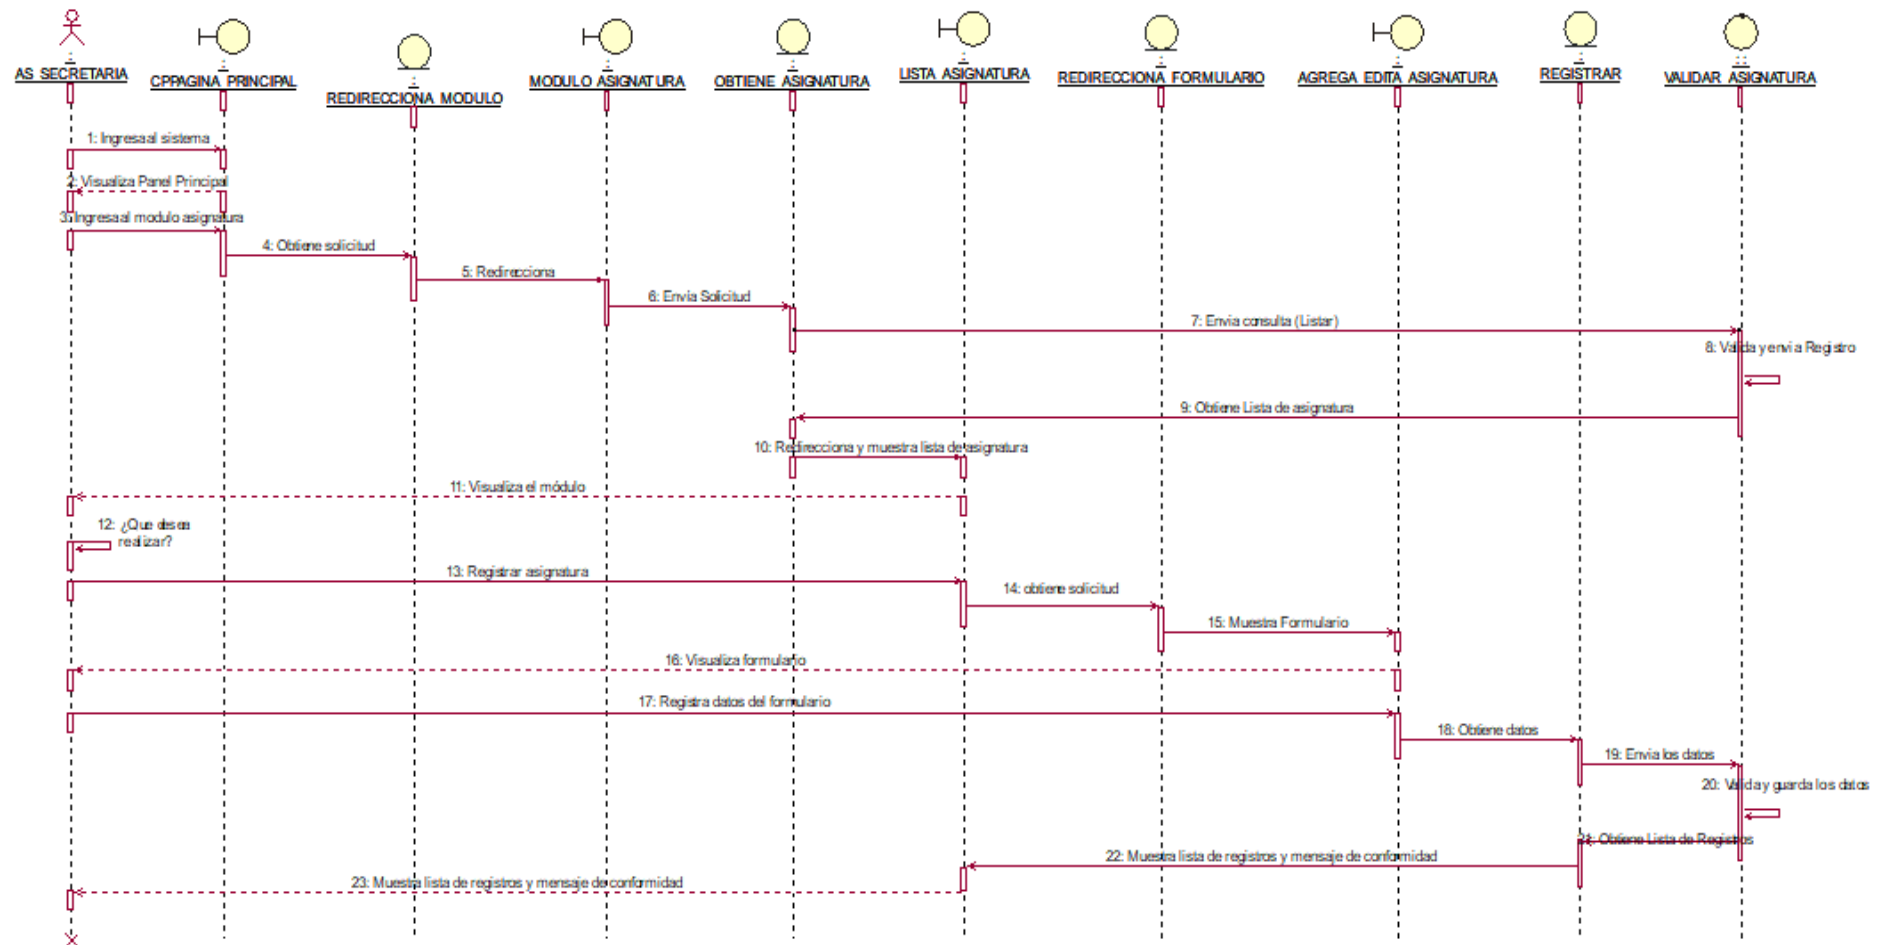 AS_SECRETARIA
CPPAGINA_PRINCIPAL
REDIRECCIONA_MODULO
MODULO_ASIGNATURA
OBTIENE_ASIGNATURA
LISTA_ASIGNATURA
REDIRECCIONA_FORMULARIO
AGREGA_EDITA_ASIGNATURA
REGISTRAR
VALIDAR_ASIGNATURA
1: Ingresa al sistema
2: Visualiza Panel Principal
3: Ingresa al modulo asignatura
4: Obtiene solicitud
5: Redirecciona
6: Envia Solicitud
7: Envia consulta (Listar)
8: Valida y envia Registro
9: Obtiene Lista de asignatura
10: Redirecciona y muestra lista de asignatura
11: Visualiza el módulo
12: ¿Que desea
realizar?
13: Registrar asignatura
14: obtiene solicitud
15: Muestra Formulario
16: Visualiza formulario
17: Registra datos del formulario
18: Obtiene datos
19: Envia los datos
20: Valida y guarda los datos
21: Obtiene Lista de Registros
22: Muestra lista de registros y mensaje de conformidad
23: Muestra lista de registros y mensaje de conformidad